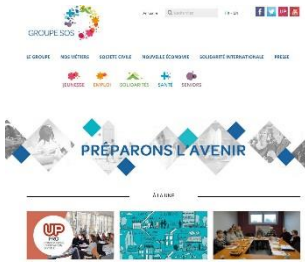 GROUPE SOS
LE GROUPE NOS MÉTIERS SOCIÉTÉ CIVILE NOUVELLE ÉCONOMIE SOLIDARITÉ INTERNATIONALE PRESSE
JEUNESSE EMPLOI SOLIDARITÉS SANTÉ SENIORS
PRÉPARONS L'AVENIR
À LA UNE
UP
PRO